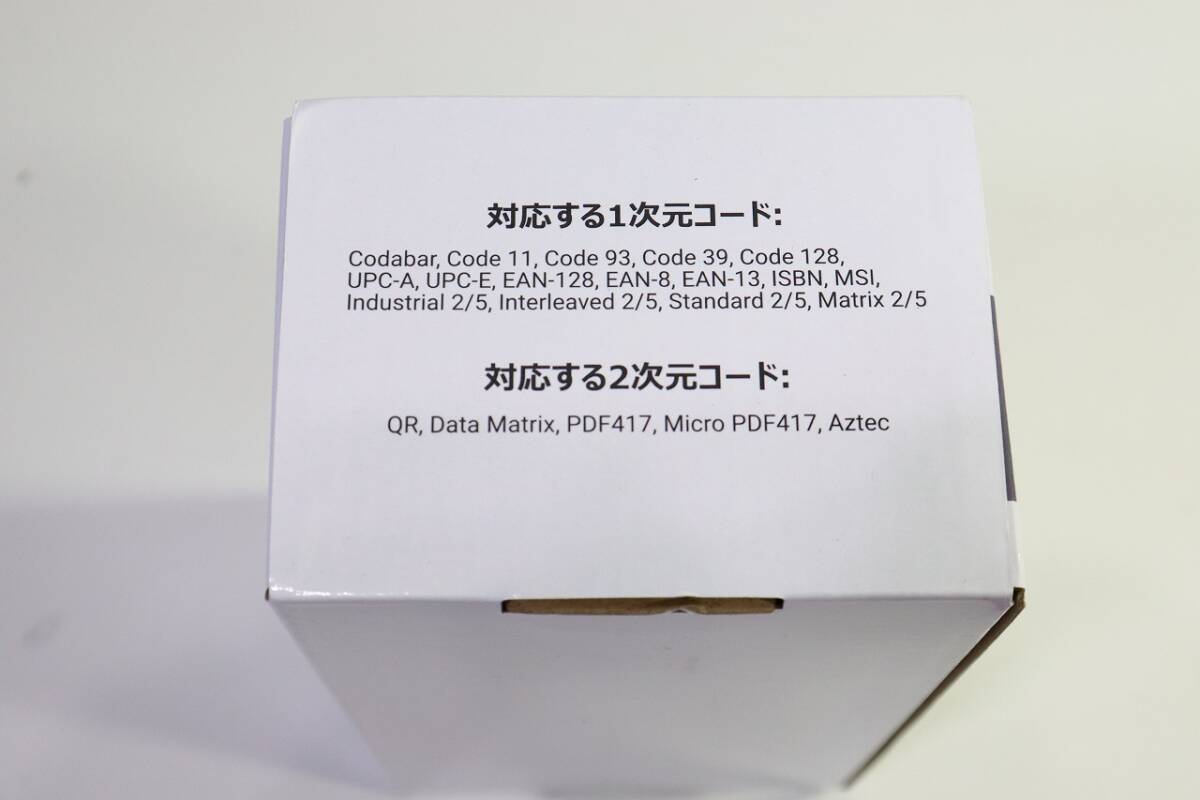 対応する1次元コード:
Codabar, Code 11, Code 93, Code 39, Code 128,
UPC-A, UPC-E, EAN-128, EAN-8, EAN-13, ISBN, MSI,
Industrial 2/5, Interleaved 2/5, Standard 2/5, Matrix 2/5
対応する2次元コード:
QR, Data Matrix, PDF417, Micro PDF417, Aztec